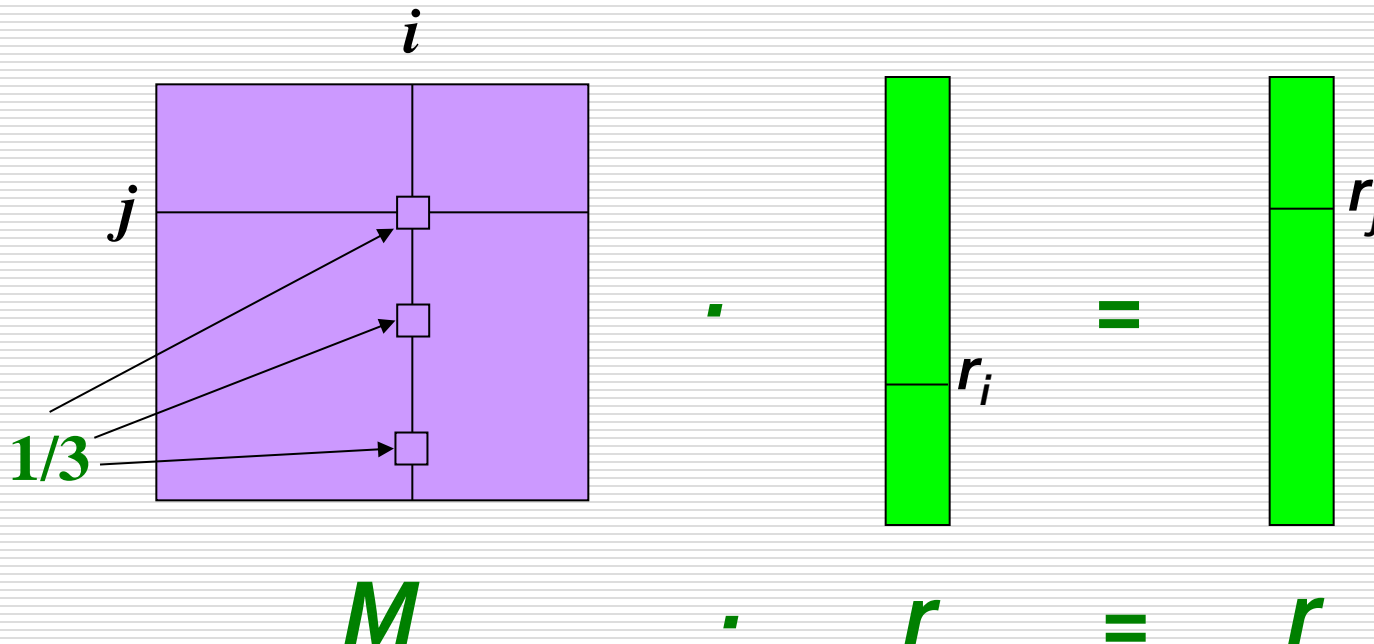 i
j
r_j
· =
r_i
1/3
M · r = r